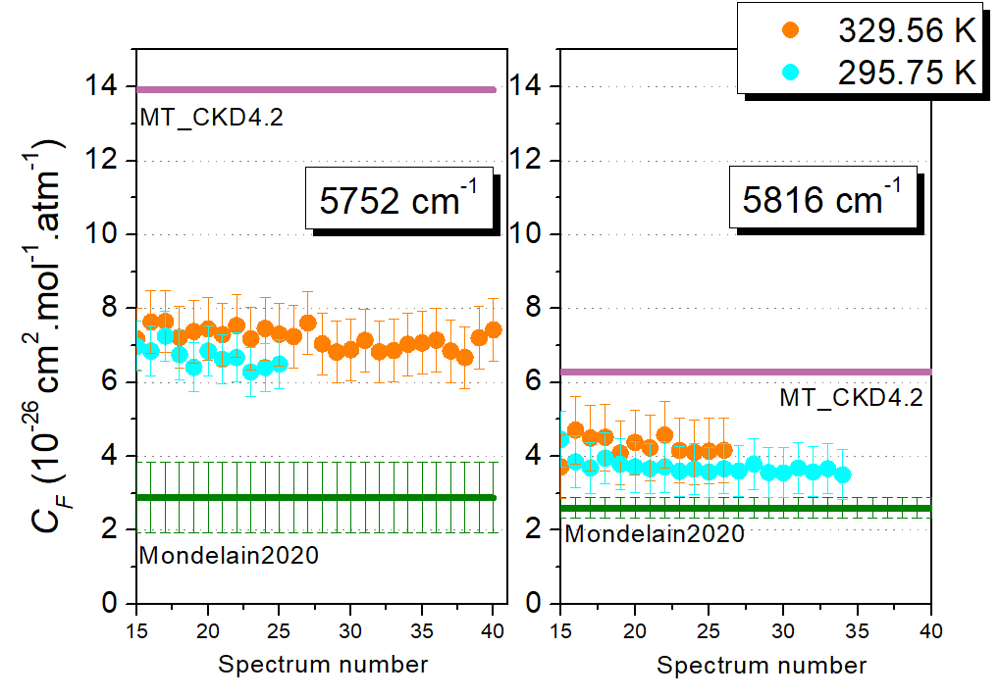 329.56 K
295.75 K
C_F (10^-26 cm^2.mol^-1.atm^-1)
14
12
10
8
6
4
2
0
MT_CKD4.2
5752 cm^-1
Mondelain2020
15 20 25 30 35 40
Spectrum number
14
12
10
8
6
4
2
0
5816 cm^-1
MT_CKD4.2
Mondelain2020
15 20 25 30 35 40
Spectrum number